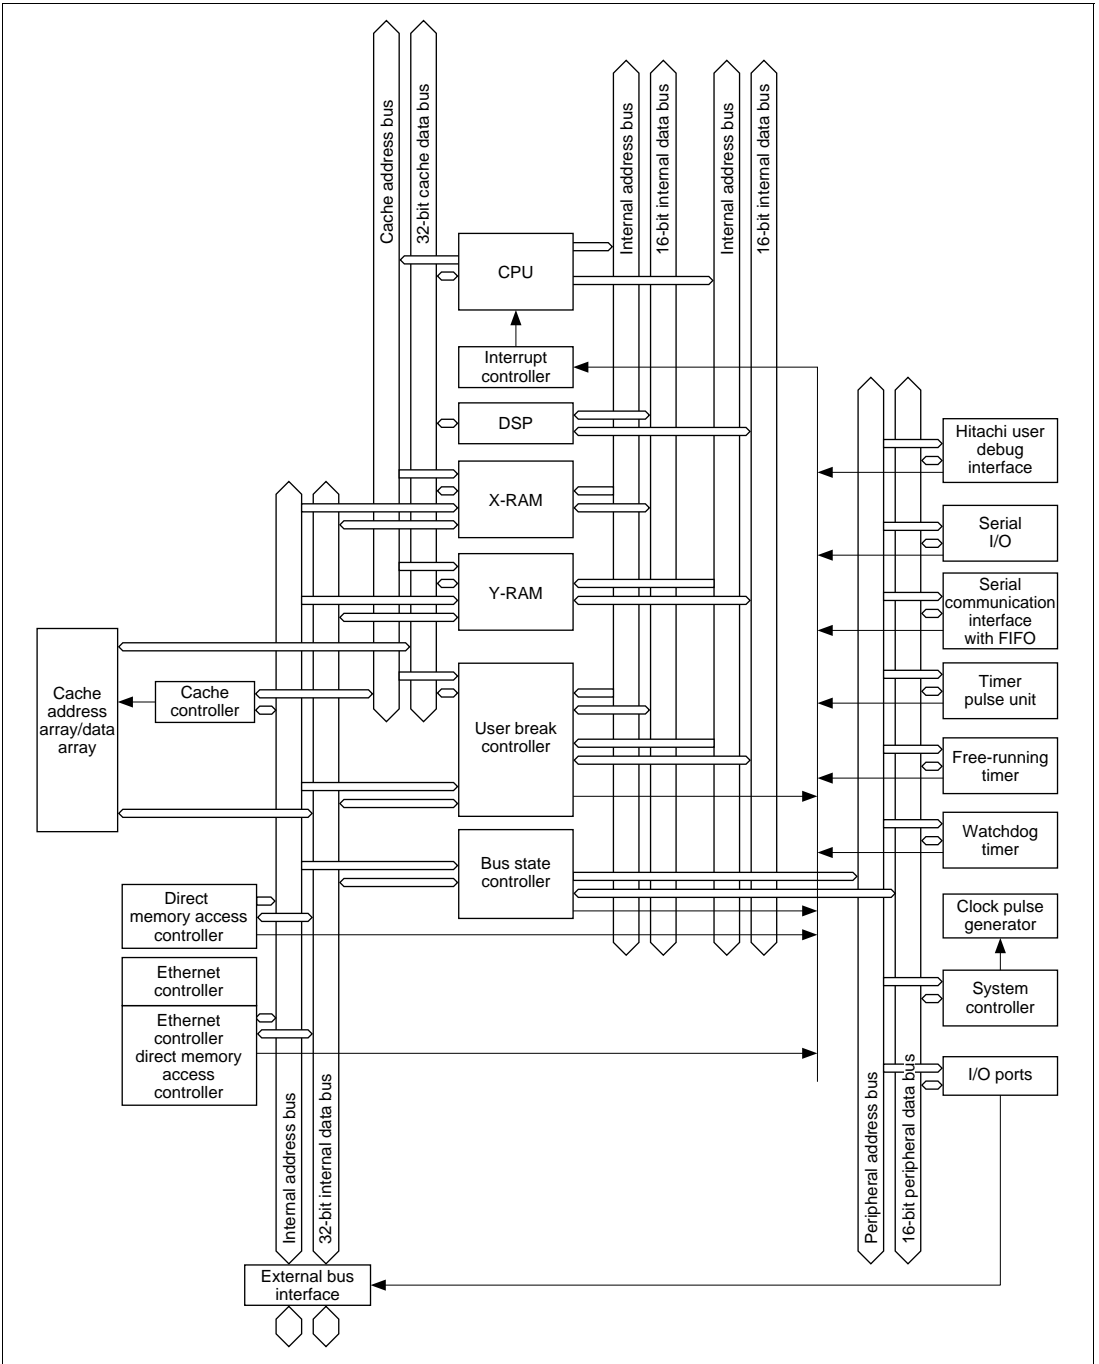 Cache address bus
32-bit cache data bus
Internal address bus
16-bit internal data bus
Internal address bus
16-bit internal data bus
CPU
Interrupt
controller
DSP
X-RAM
Y-RAM
Cache
address
array/data
array
Cache
controller
User break
controller
Bus state
controller
Direct
memory access
controller
Ethernet
controller
Ethernet
controller
direct memory
access
controller
Internal address bus
32-bit internal data bus
External bus
interface
Peripheral address bus
16-bit peripheral data bus
Hitachi user
debug
interface
Serial
I/O
Serial
communication
interface
with FIFO
Timer
pulse unit
Free-running
timer
Watchdog
timer
Clock pulse
generator
System
controller
I/O ports